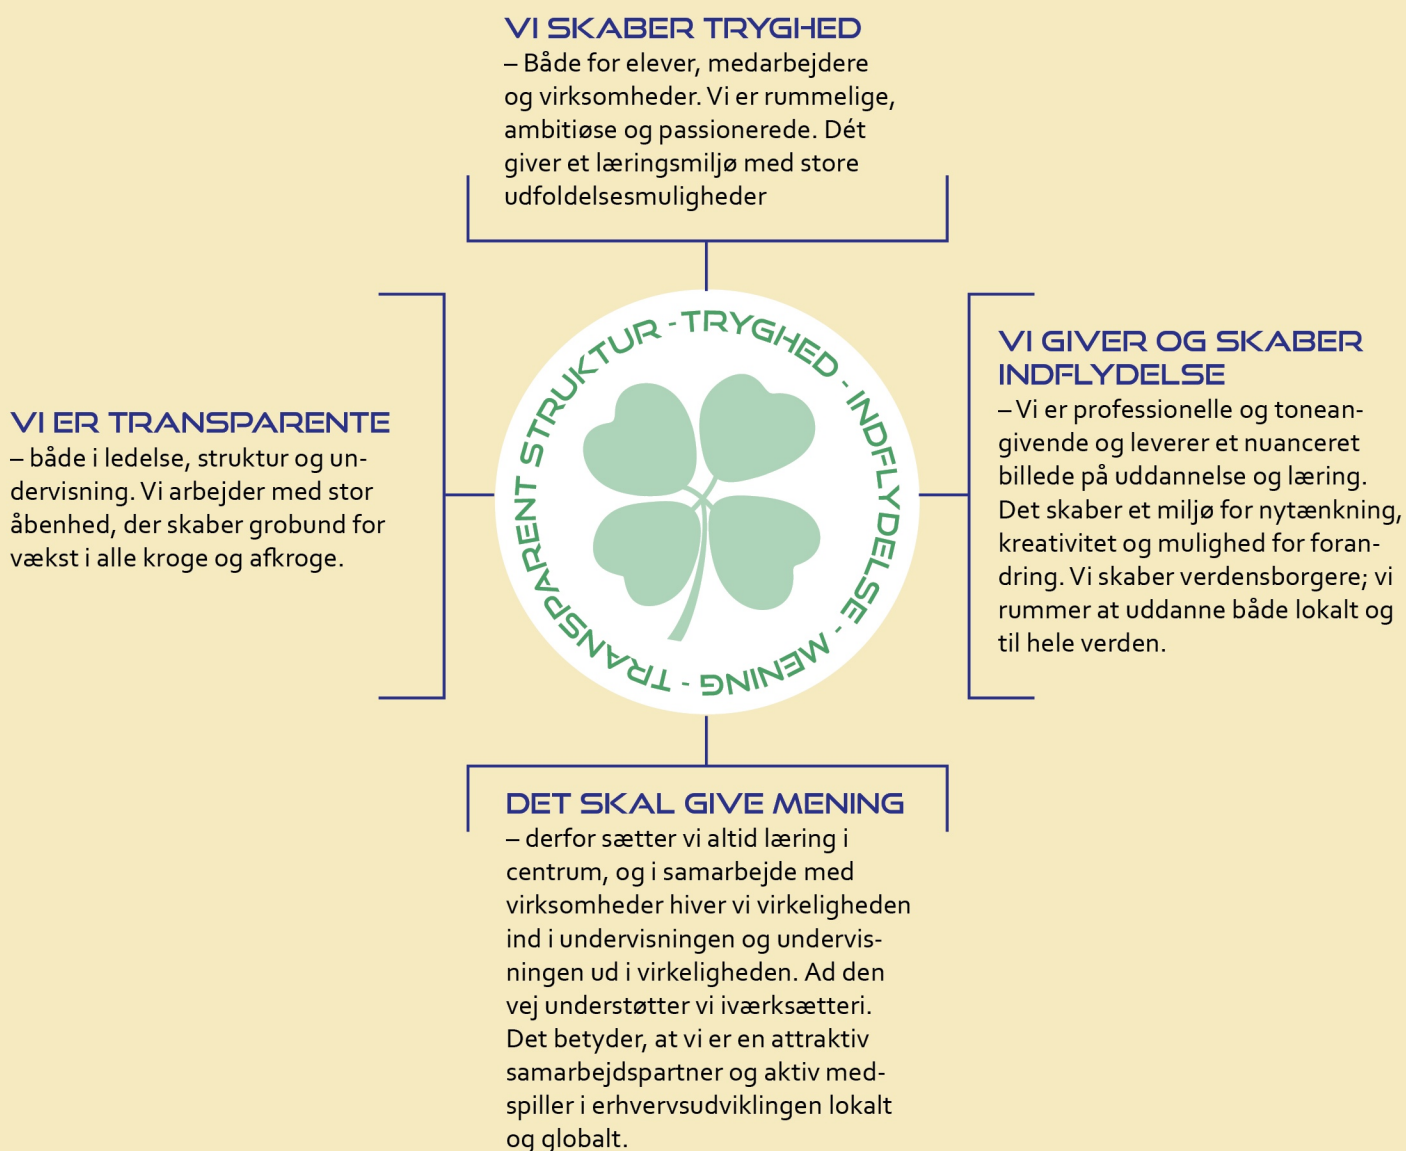 VI SKABER TRYGHED
– Både for elever, medarbejdere
og virksomheder. Vi er rummelige,
ambitiøse og passionerede. Dét
giver et læringsmiljø med store
udfoldelsesmuligheder
VI ER TRANSPARENTE
– både i ledelse, struktur og un-
dervisning. Vi arbejder med stor
åbenhed, der skaber grobund for
vækst i alle kroge og afkroge.
TRYGHED - INDFLYDELSE - MENING - TRANSPARENT STRUKTUR -
VI GIVER OG SKABER
INDFLYDELSE
– Vi er professionelle og tonean-
givende og leverer et nuanceret
billede på uddannelse og læring.
Det skaber et miljø for nytænkning,
kreativitet og mulighed for foran-
dring. Vi skaber verdensborgere; vi
rummer at uddanne både lokalt og
til hele verden.
DET SKAL GIVE MENING
– derfor sætter vi altid læring i
centrum, og i samarbejde med
virksomheder hiver vi virkeligheden
ind i undervisningen og undervis-
ningen ud i virkeligheden. Ad den
vej understøtter vi iværksætteri.
Det betyder, at vi er en attraktiv
samarbejdspartner og aktiv med-
spiller i erhvervsudviklingen lokalt
og globalt.